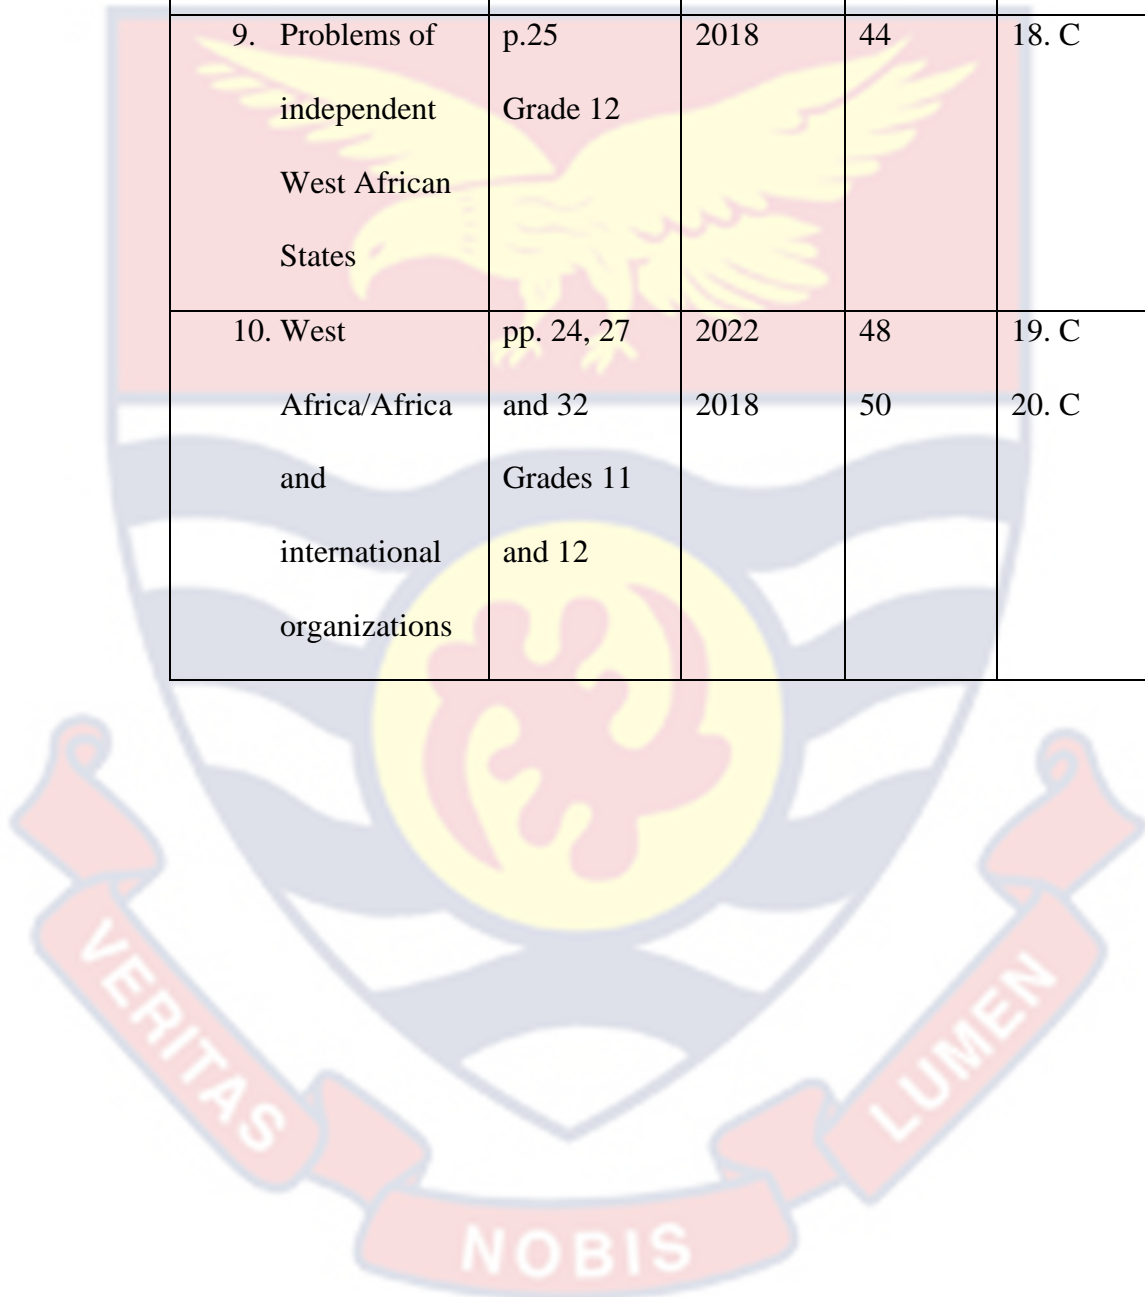 9. Problems of p.25 2018 44 18. C
independent Grade 12
West African
States
10. West pp. 24, 27 2022 48 19. C
Africa/Africa and 32 2018 50 20. C
and Grades 11
international and 12
organizations
VERITAS
NOBIS
LUMEN